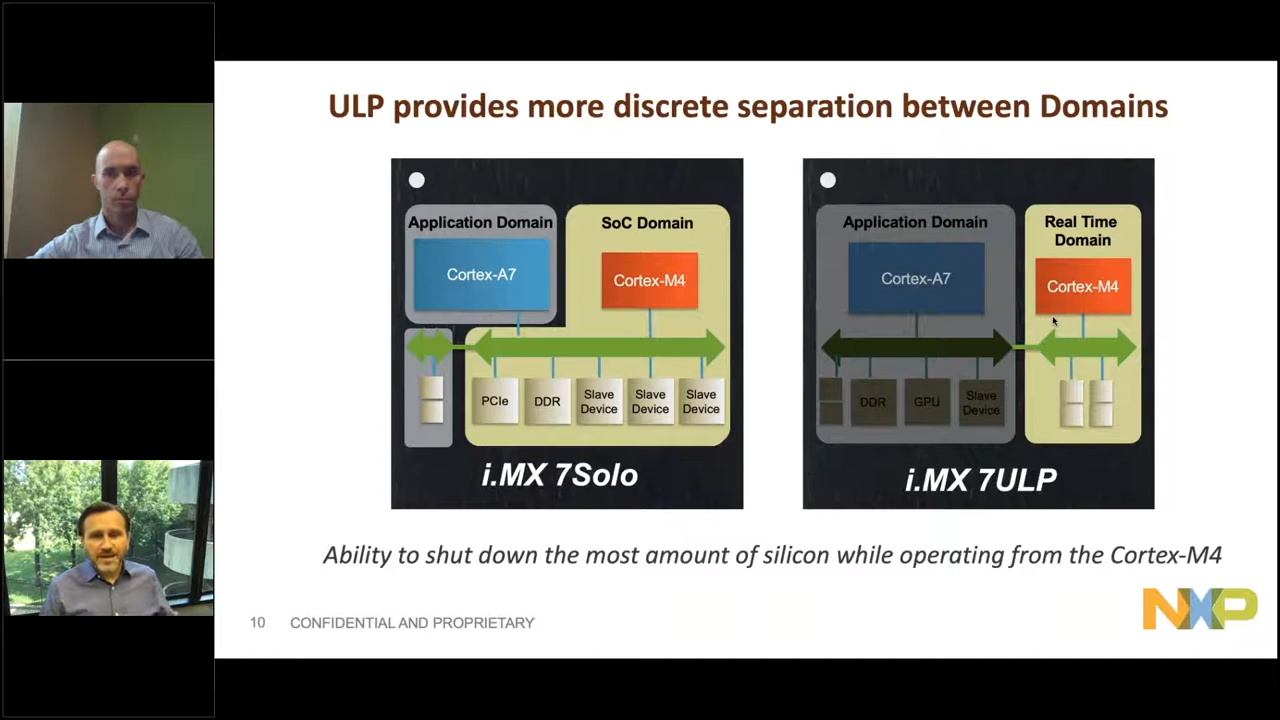 ULP provides more discrete separation between Domains
Application Domain
SoC Domain
Cortex-A7
Cortex-M4
PCIe
DDR
Slave
Device
Slave
Device
Slave
Device
i.MX 7Solo
Application Domain
Real Time
Domain
Cortex-A7
Cortex-M4
DDR
GPU
Slave
Device
i.MX 7ULP
Ability to shut down the most amount of silicon while operating from the Cortex-M4
10 CONFIDENTIAL AND PROPRIETARY
NXP